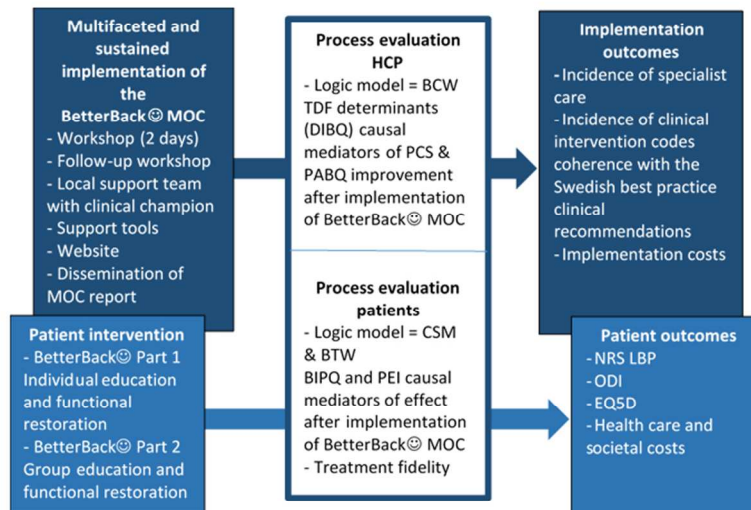 Multifaceted and
sustained
implementation of
the
BetterBack☺ MOC
- Workshop (2 days)
- Follow-up workshop
- Local support team
with clinical champion
- Support tools
- Website
- Dissemination of
MOC report
Patient intervention
- BetterBack☺ Part 1
Individual education
and functional
restoration
- BetterBack☺ Part 2
Group education and
functional restoration
Process evaluation
HCP
- Logic model = BCW
TDF determinants
(DIBQ) causal
mediators of PCS &
PABQ improvement
after implementation
of BetterBack☺ MOC
Process evaluation
patients
- Logic model = CSM
& BTW
BIPQ and PEI causal
mediators of effect
after implementation
of BetterBack☺ MOC
- Treatment fidelity
Implementation
outcomes
- Incidence of specialist
care
- Incidence of clinical
intervention codes
coherence with the
Swedish best practice
clinical
recommendations
- Implementation costs
Patient outcomes
- NRS LBP
- ODI
- EQ5D
- Health care and
societal costs